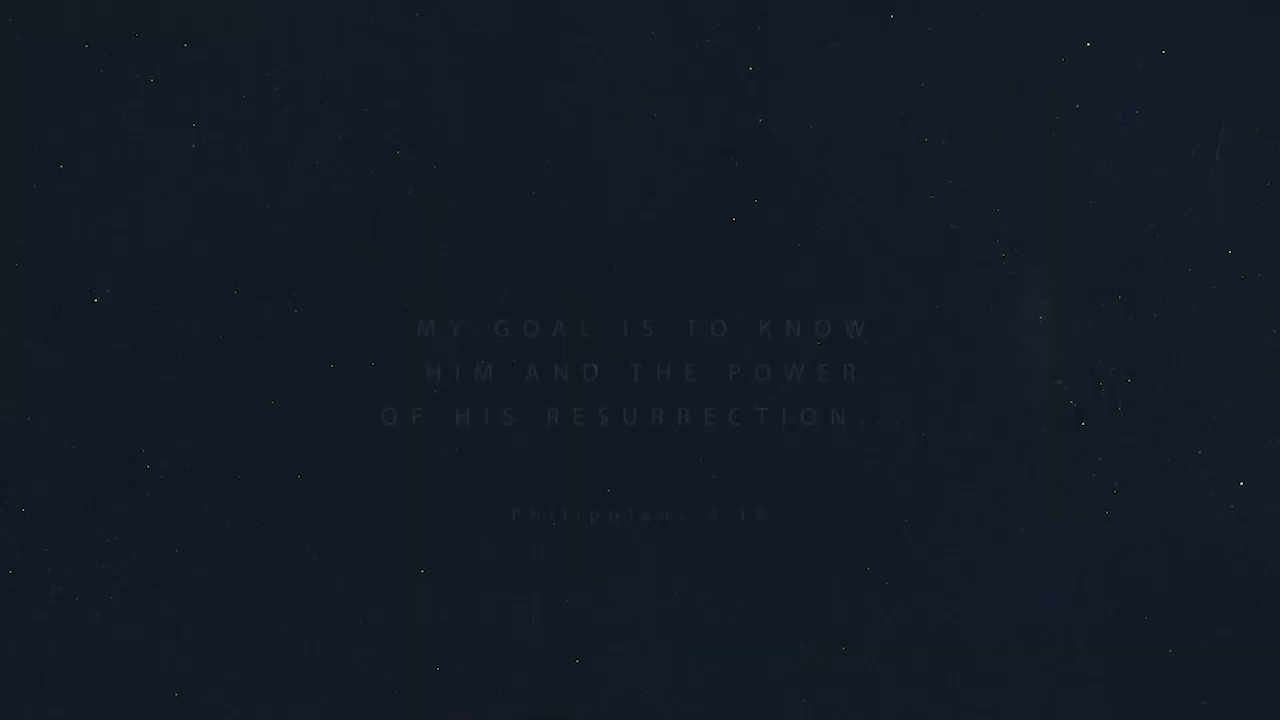 MY GOAL IS TO KNOW
HIM AND THE POWER
OF HIS RESURRECTION...
Philippians 3:10